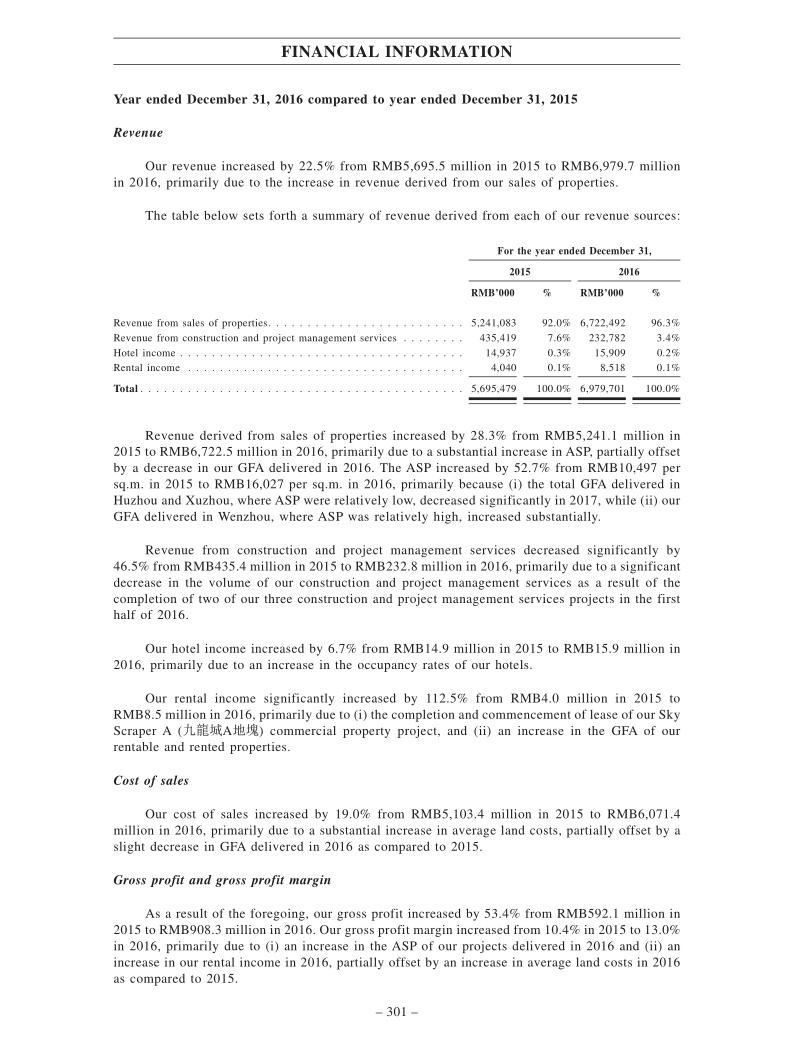 FINANCIAL INFORMATION
Year ended December 31, 2016 compared to year ended December 31, 2015
Revenue
Our revenue increased by 22.5% from RMB5,695.5 million in 2015 to RMB6,979.7 million
in 2016, primarily due to the increase in revenue derived from our sales of properties.
The table below sets forth a summary of revenue derived from each of our revenue sources:
For the year ended December 31,
2015 2016
RMB'000 % RMB'000 %
Revenue from sales of properties. . . . . . . . . . . . . . . . . . . . . . . . . 5,241,083 92.0% 6,722,492 96.3%
Revenue from construction and project management services . . . . . . . . 435,419 7.6% 232,782 3.4%
Hotel income . . . . . . . . . . . . . . . . . . . . . . . . . . . . . . . . . . . . 14,937 0.3% 15,909 0.2%
Rental income . . . . . . . . . . . . . . . . . . . . . . . . . . . . . . . . . . . 4,040 0.1% 8,518 0.1%
Total . . . . . . . . . . . . . . . . . . . . . . . . . . . . . . . . . . . . . . . . . 5,695,479 100.0% 6,979,701 100.0%
Revenue derived from sales of properties increased by 28.3% from RMB5,241.1 million in
2015 to RMB6,722.5 million in 2016, primarily due to a substantial increase in ASP, partially offset
by a decrease in our GFA delivered in 2016. The ASP increased by 52.7% from RMB10,497 per
sq.m. in 2015 to RMB16,027 per sq.m. in 2016, primarily because (i) the total GFA delivered in
Huzhou and Xuzhou, where ASP were relatively low, decreased significantly in 2017, while (ii) our
GFA delivered in Wenzhou, where ASP was relatively high, increased substantially.
Revenue from construction and project management services decreased significantly by
46.5% from RMB435.4 million in 2015 to RMB232.8 million in 2016, primarily due to a significant
decrease in the volume of our construction and project management services as a result of the
completion of two of our three construction and project management services projects in the first
half of 2016.
Our hotel income increased by 6.7% from RMB14.9 million in 2015 to RMB15.9 million in
2016, primarily due to an increase in the occupancy rates of our hotels.
Our rental income significantly increased by 112.5% from RMB4.0 million in 2015 to
RMB8.5 million in 2016, primarily due to (i) the completion and commencement of lease of our Sky
Scraper A (九龍城A地塊) commercial property project, and (ii) an increase in the GFA of our
rentable and rented properties.
Cost of sales
Our cost of sales increased by 19.0% from RMB5,103.4 million in 2015 to RMB6,071.4
million in 2016, primarily due to a substantial increase in average land costs, partially offset by a
slight decrease in GFA delivered in 2016 as compared to 2015.
Gross profit and gross profit margin
As a result of the foregoing, our gross profit increased by 53.4% from RMB592.1 million in
2015 to RMB908.3 million in 2016. Our gross profit margin increased from 10.4% in 2015 to 13.0%
in 2016, primarily due to (i) an increase in the ASP of our projects delivered in 2016 and (ii) an
increase in our rental income in 2016, partially offset by an increase in average land costs in 2016
as compared to 2015.
– 301 –